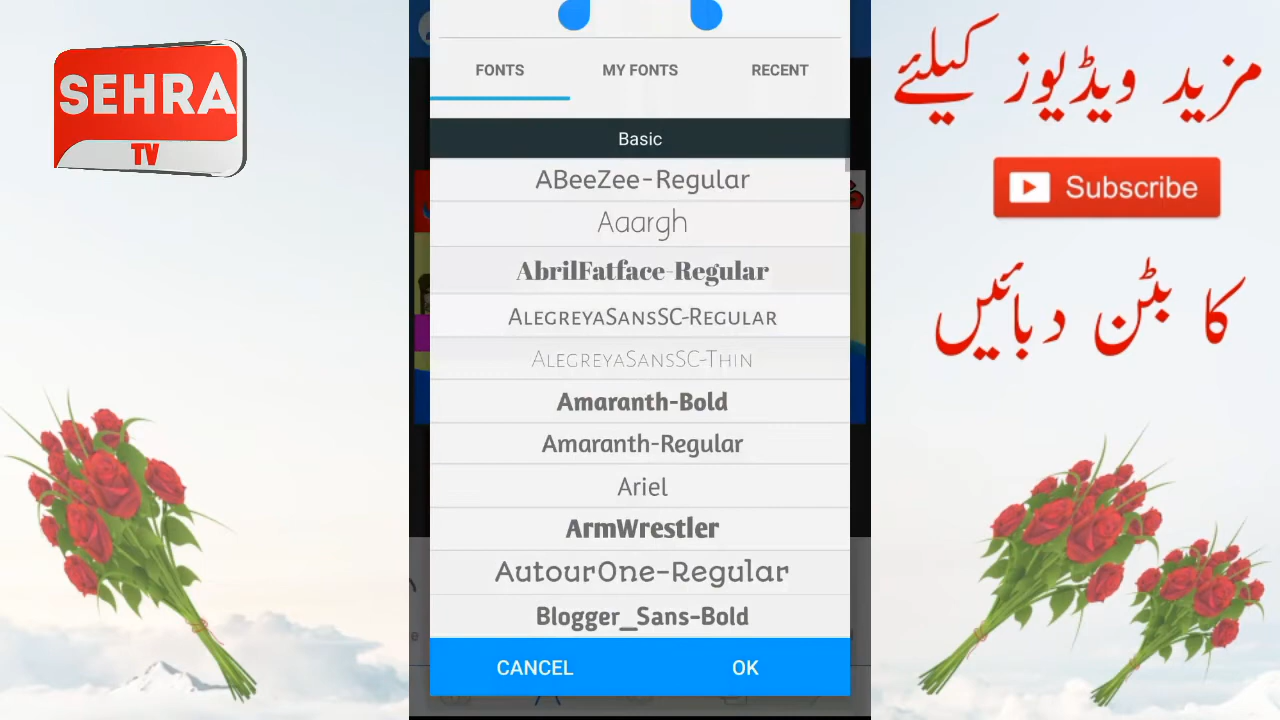 SEHRA
TV
FONTS
MY FONTS
RECENT
Basic
ABeeZee-Regular
Aaargh
AbrilFatface-Regular
AlegreyaSansSC-Regular
AlegreyaSansSC-Thin
Amaranth-Bold
Amaranth-Regular
Ariel
ArmWrestler
AutourOne-Regular
Blogger_Sans-Bold
CANCEL
OK
مزید ویڈیوز کیلئے
Subscribe
کا بٹن دبائیں